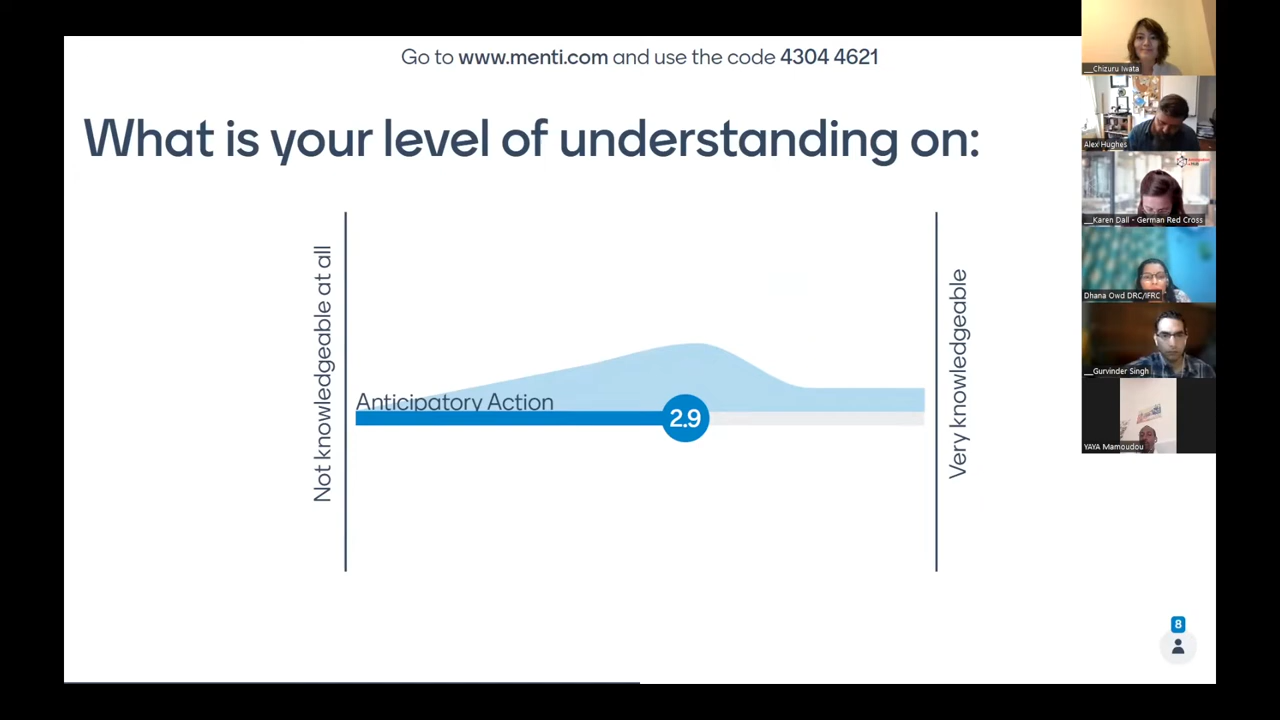 Go to www.menti.com and use the code 4304 4621
What is your level of understanding on:
Not knowledgeable at all
Anticipatory Action
2.9
Very knowledgeable
8
__Chizuru Iwata
Alex Hughes
__Karen Dall - German Red Cross
Dhana Owd DRC/IFRC
__Gurvinder Singh
YAYA Mamoudou